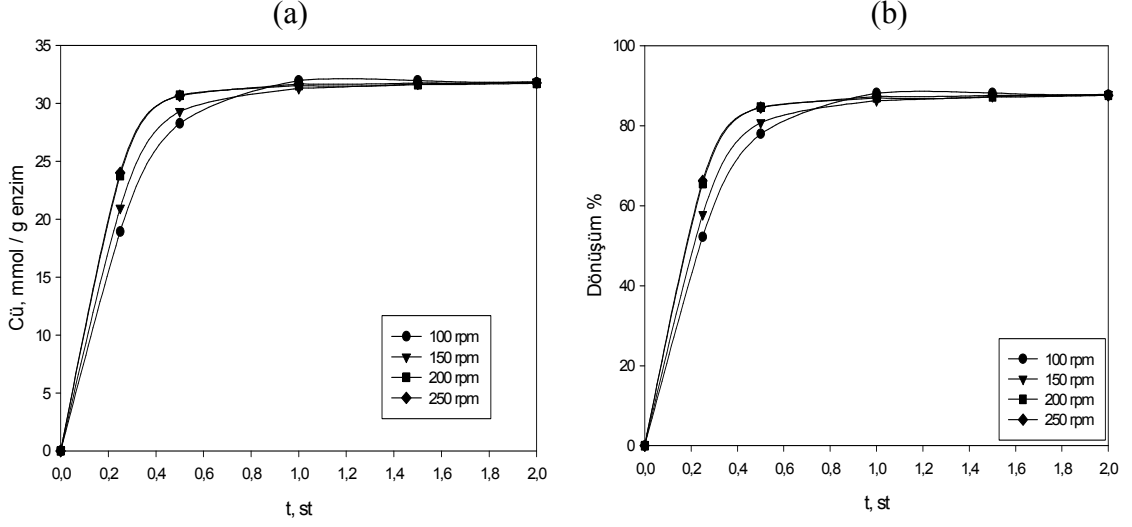 (a)
35
30
25
20
15
10
5
0
Cü, mmol / g enzim
100 rpm
150 rpm
200 rpm
250 rpm
0,0 0,2 0,4 0,6 0,8 1,0 1,2 1,4 1,6 1,8 2,0
t, st
(b)
100
80
60
40
20
0
Dönüşüm %
100 rpm
150 rpm
200 rpm
250 rpm
0,0 0,2 0,4 0,6 0,8 1,0 1,2 1,4 1,6 1,8 2,0
t, st